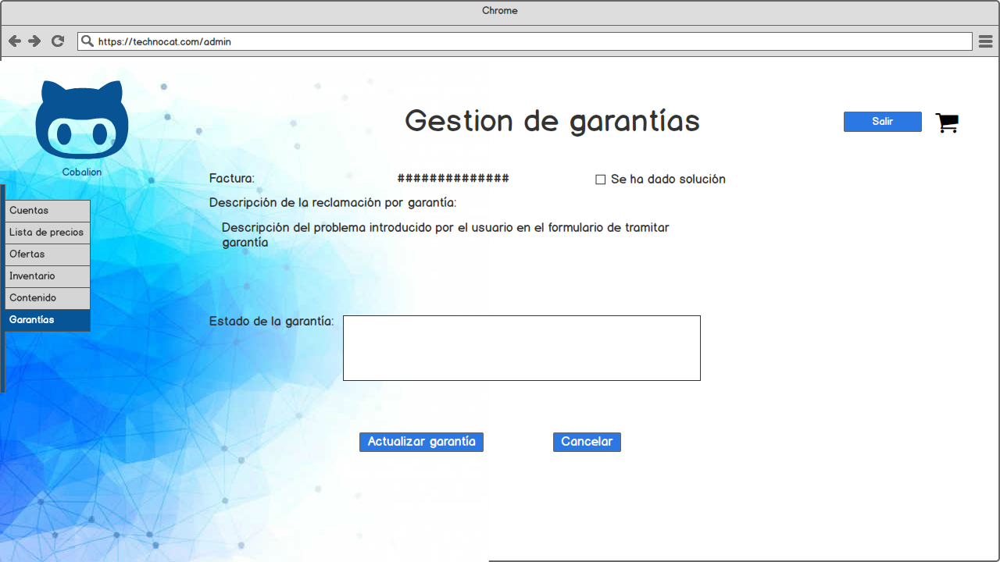 Chrome
https://technocat.com/admin
Gestion de garantías
Salir
Cobalion
Factura:
##############
Se ha dado solución
Descripción de la reclamación por garantía:
Descripción del problema introducido por el usuario en el formulario de tramitar
garantía
Cuentas
Lista de precios
Ofertas
Inventario
Contenido
Garantías
Estado de la garantía:
Actualizar garantía
Cancelar